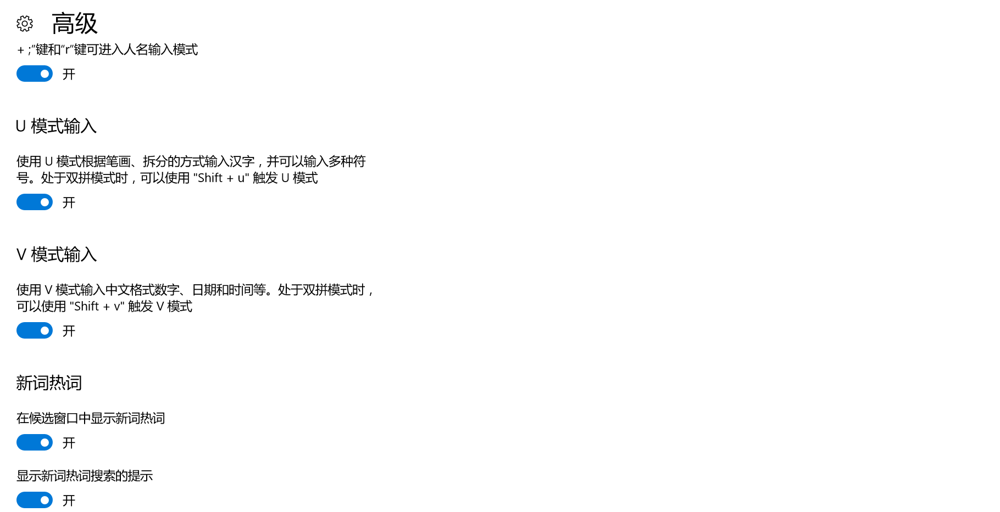 高级
+ ;”键和“r”键可进入人名输入模式
开
U 模式输入
使用 U 模式根据笔画、拆分的方式输入汉字，并可以输入多种符
号。处于双拼模式时，可以使用 "Shift + u" 触发 U 模式
开
V 模式输入
使用 V 模式输入中文格式数字、日期和时间等。处于双拼模式时，
可以使用 "Shift + v" 触发 V 模式
开
新词热词
在候选窗口中显示新词热词
开
显示新词热词搜索的提示
开